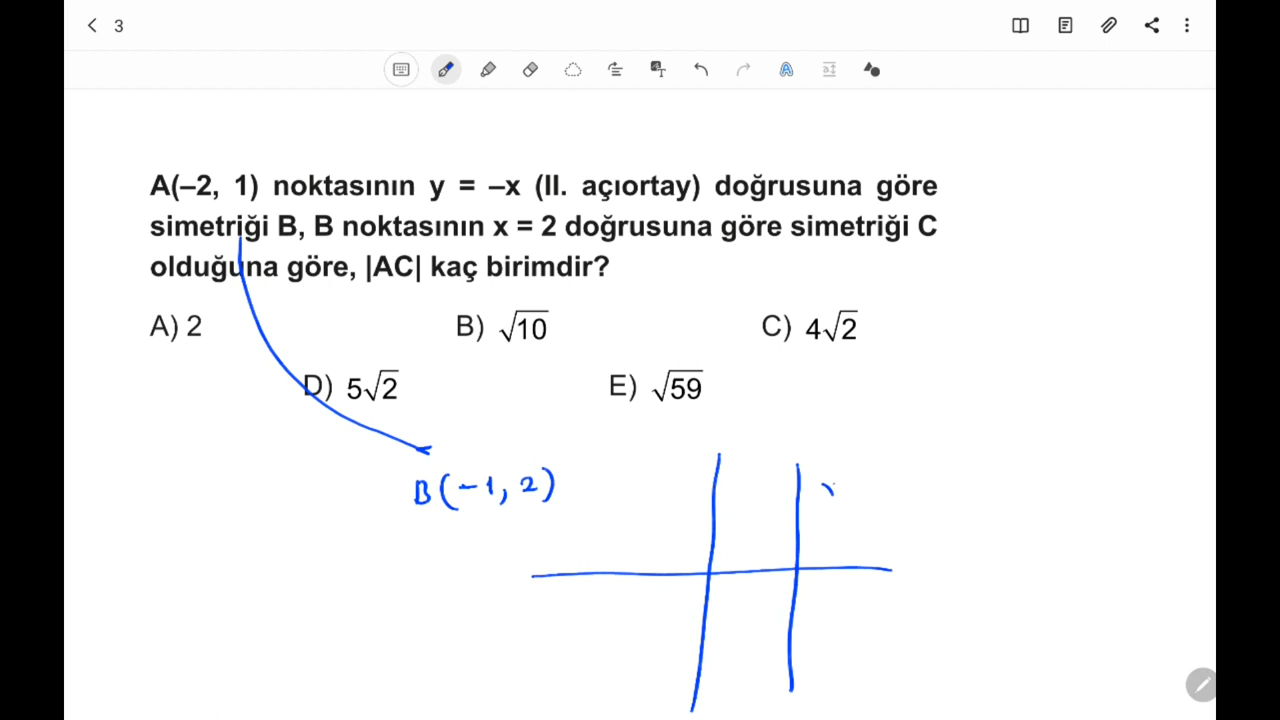 3
A(–2, 1) noktasının y = –x (II. açıortay) doğrusuna göre
simetriği B, B noktasının x = 2 doğrusuna göre simetriği C
olduğuna göre, |AC| kaç birimdir?
A) 2 B) √10 C) 4√2
D) 5√2 E) √59
B(-1, 2)